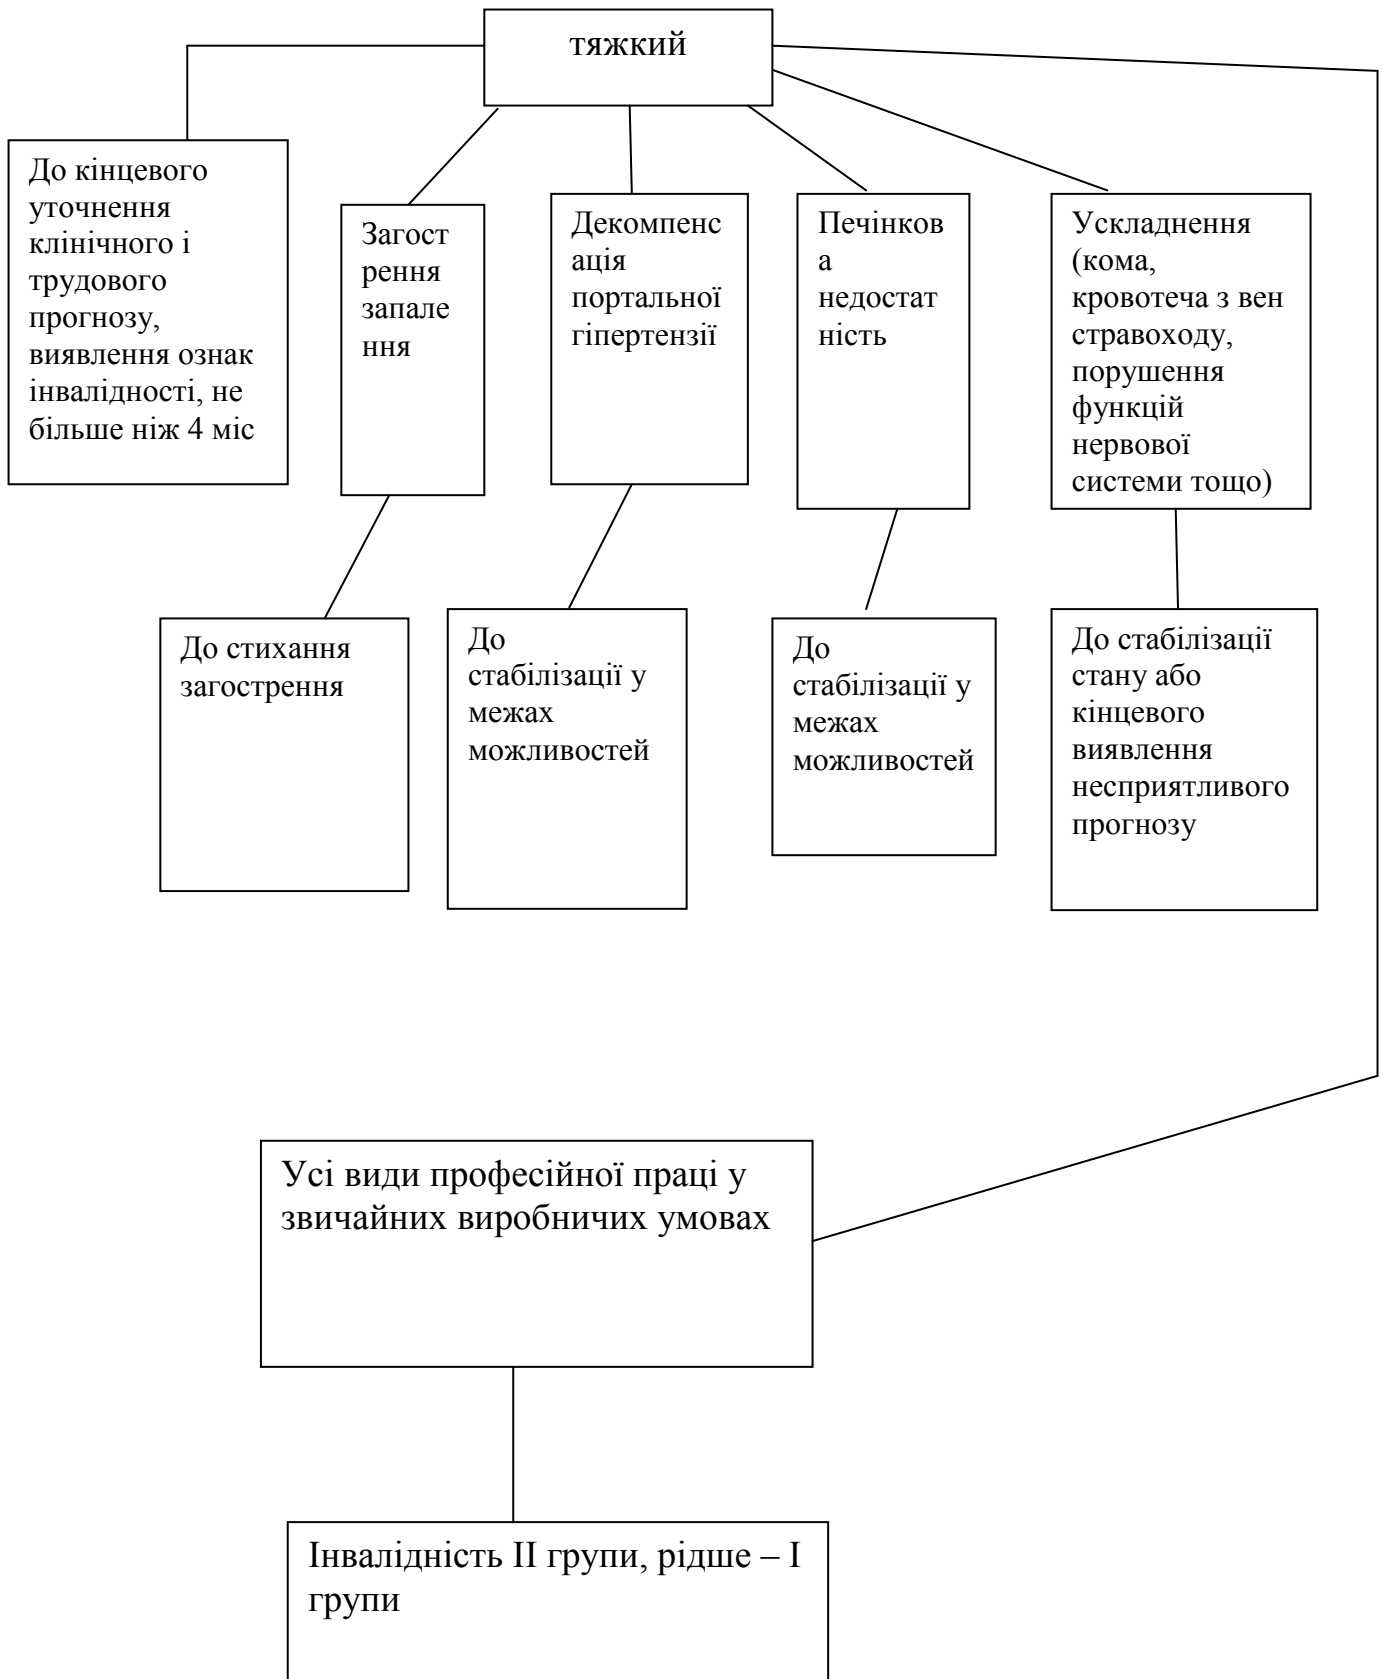 тяжкий
До кінцевого
уточнення
клінічного і
трудового
прогнозу,
виявлення ознак
інвалідності, не
більше ніж 4 міс
Загост
рення
запале
ння
Декомпенс
ація
портальної
гіпертензії
Печінков
а
недостат
ність
Ускладнення
(кома,
кровотеча з вен
стравоходу,
порушення
функцій
нервової
системи тощо)
До стихання
загострення
До
стабілізації у
межах
можливостей
До
стабілізації у
межах
можливостей
До стабілізації
стану або
кінцевого
виявлення
несприятливого
прогнозу
Усі види професійної праці у
звичайних виробничих умовах
Інвалідність II групи, рідше – I
групи